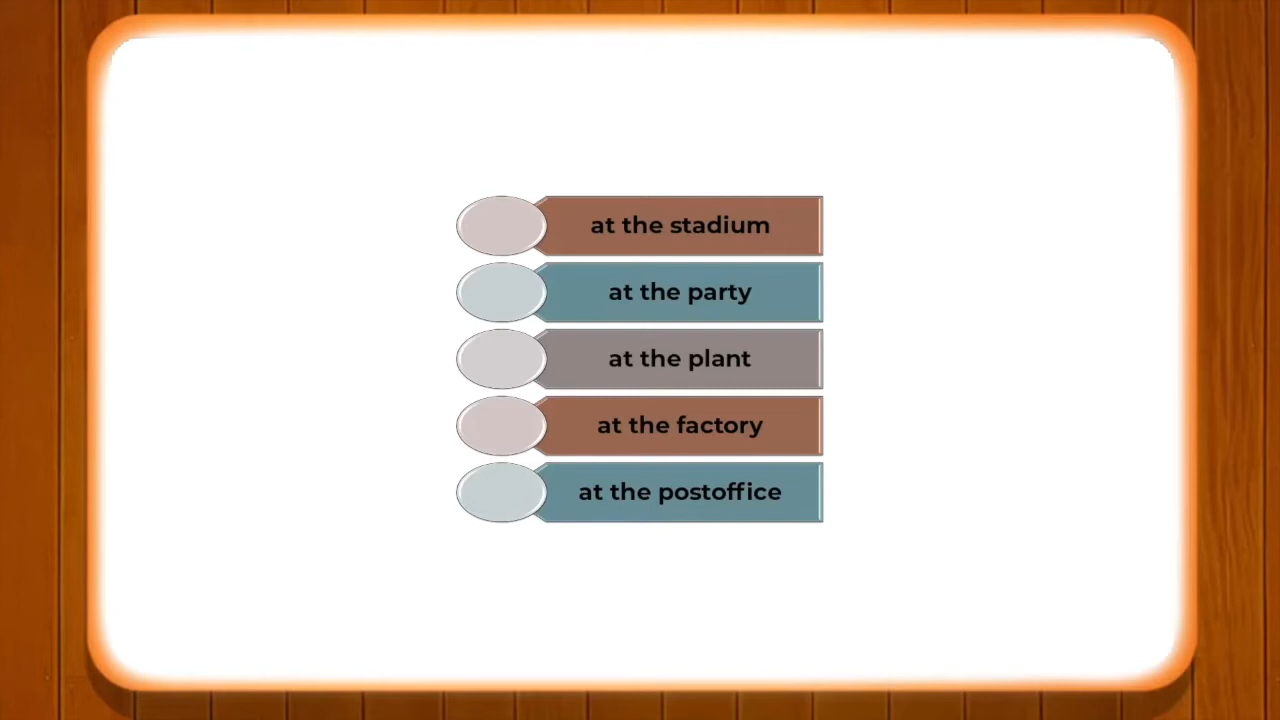 at the stadium
at the party
at the plant
at the factory
at the postoffice